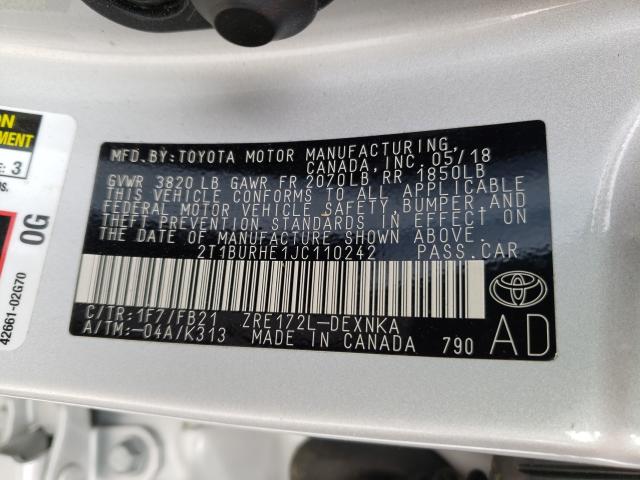 MFD.BY:TOYOTA MOTOR MANUFACTURING,
CANADA, INC. 05/18
GVWR 3820 LB GAWR FR 2070LB RR 1850LB
THIS VEHICLE CONFORMS TO ALL APPLICABLE
FEDERAL MOTOR VEHICLE SAFETY, BUMPER AND
THEFT PREVENTION STANDARDS IN EFFECT ON
THE DATE OF MANUFACTURE SHOWN ABOVE.
2T1BURHE1JC110242 PASS.CAR
C/TR:1F7/FB21 ZRE172L-DEXNKA
A/TM:-04A/K313 MADE IN CANADA 790
AD
ON
MENT
: 3
OG
42661-02G70